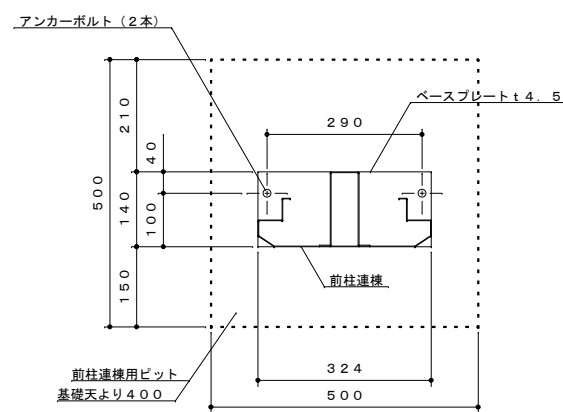 アンカーボルト（２本）
ベースプレートｔ４．５
２９０
２１０
４０
５００
１４０
１００
１５０
前柱連棟
前柱連棟用ピット
基礎天より４００
３２４
５００